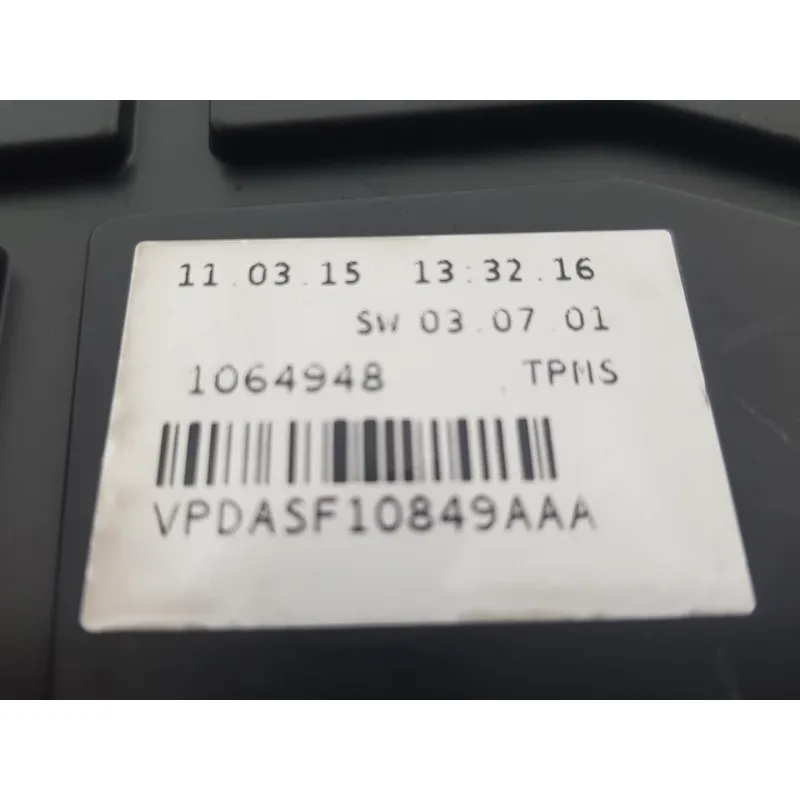 11.03.15 13:32.16
SW 03.07.01
1064948 TPMS
VPDASF10849AAA